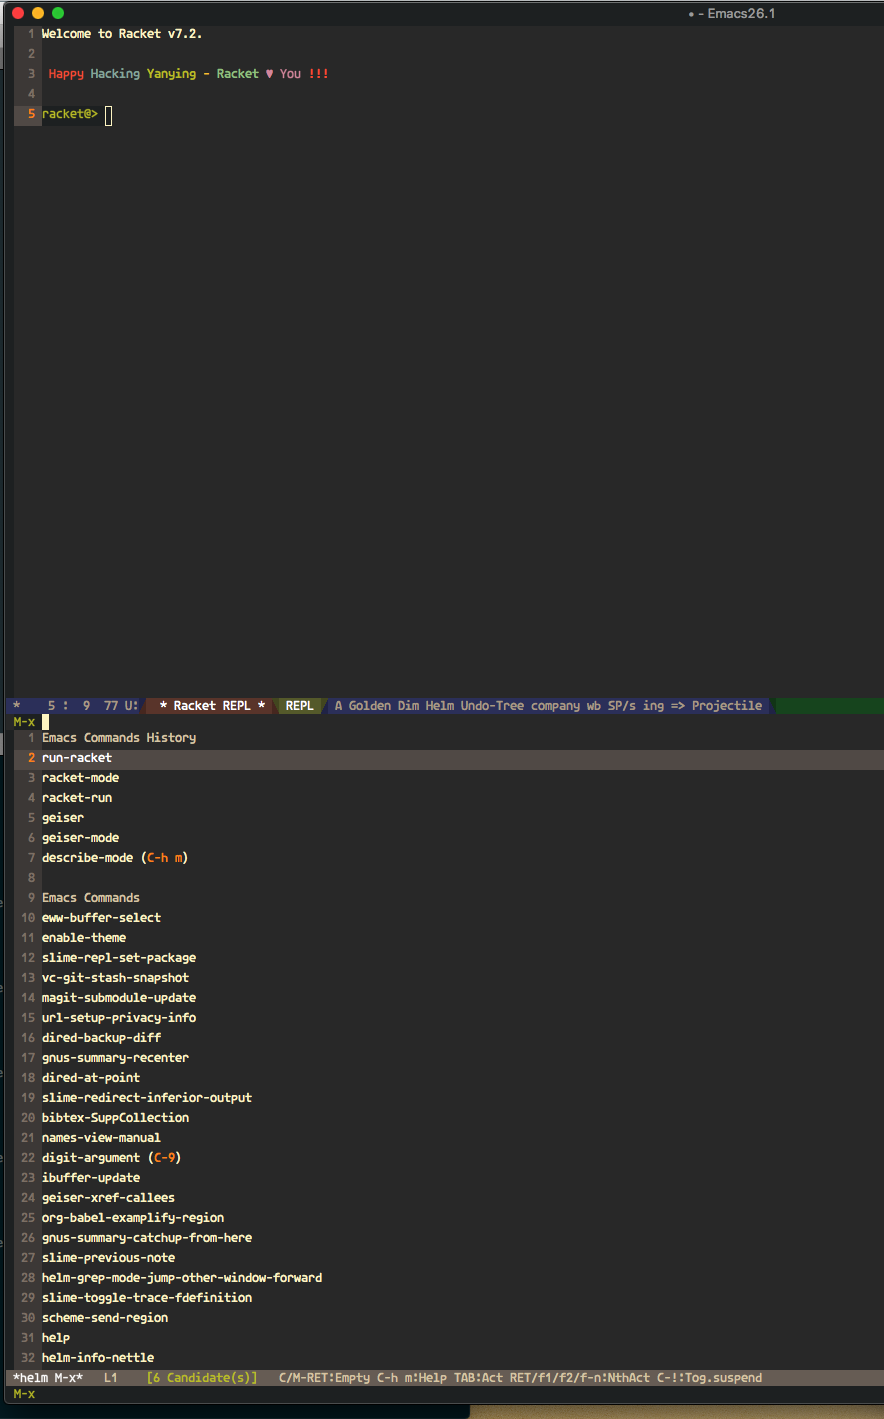 ● - Emacs26.1
1 Welcome to Racket v7.2.
2
3 Happy Hacking Yanying - Racket ♥ You !!!
4
5 racket@>
* 5 : 9 77 U: * Racket REPL * REPL A Golden Dim Helm Undo-Tree company wb SP/s ing => Projectile
M-x
1 Emacs Commands History
2 run-racket
3 racket-mode
4 racket-run
5 geiser
6 geiser-mode
7 describe-mode (C-h m)
8
9 Emacs Commands
10 eww-buffer-select
11 enable-theme
12 slime-repl-set-package
13 vc-git-stash-snapshot
14 magit-submodule-update
15 url-setup-privacy-info
16 dired-backup-diff
17 gnus-summary-recenter
18 dired-at-point
19 slime-redirect-inferior-output
20 bibtex-SuppCollection
21 names-view-manual
22 digit-argument (C-9)
23 ibuffer-update
24 geiser-xref-callees
25 org-babel-examplify-region
26 gnus-summary-catchup-from-here
27 slime-previous-note
28 helm-grep-mode-jump-other-window-forward
29 slime-toggle-trace-fdefinition
30 scheme-send-region
31 help
32 helm-info-nettle
*helm M-x* L1 [6 Candidate(s)] C/M-RET:Empty C-h m:Help TAB:Act RET/f1/f2/f-n:NthAct C-!:Tog.suspend
M-x